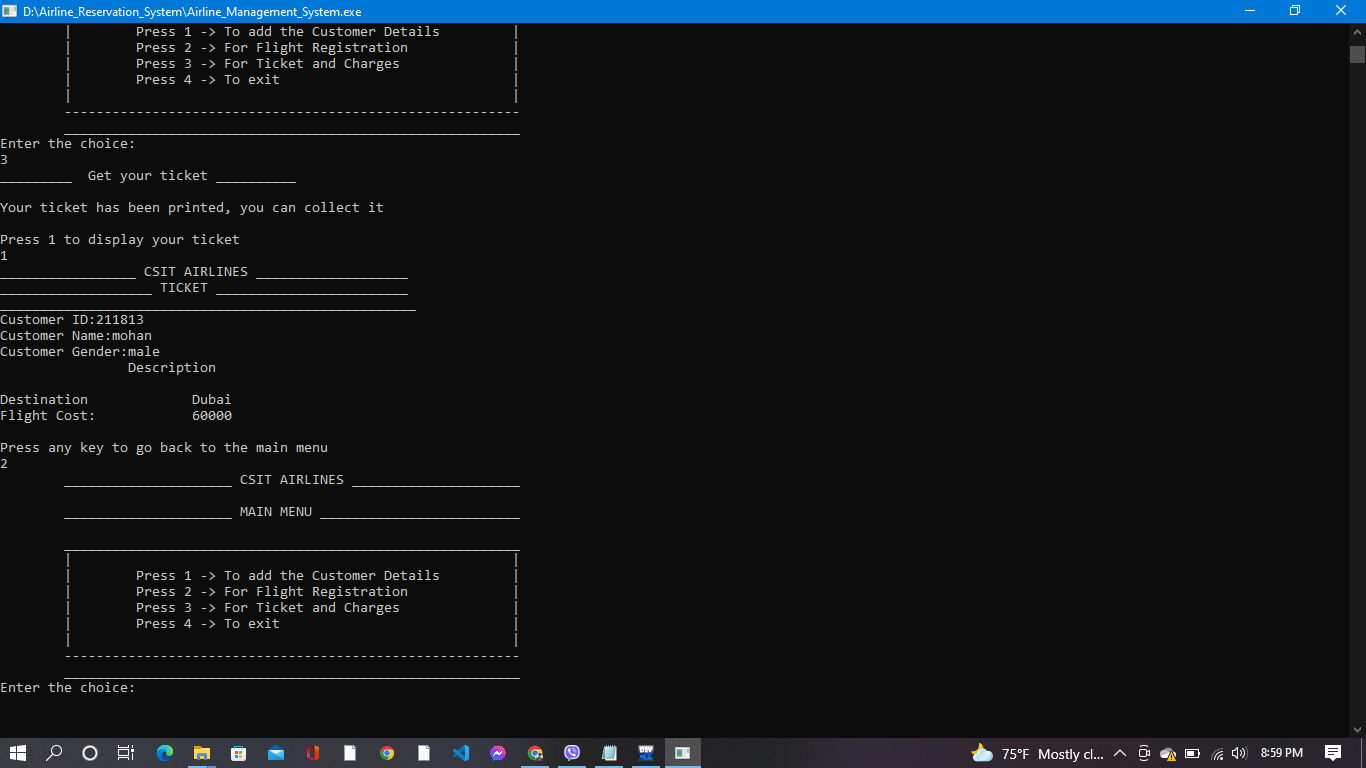 D:\Airline_Reservation_System\Airline_Management_System.exe
| Press 1 -> To add the Customer Details |
| Press 2 -> For Flight Registration |
| Press 3 -> For Ticket and Charges |
| Press 4 -> To exit |
| |
---------------------------------------------------------
_________________________________________________________
Enter the choice:
3
_________  Get your ticket __________
Your ticket has been printed, you can collect it
Press 1 to display your ticket
1
_________________ CSIT AIRLINES ___________________
___________________ TICKET ________________________
____________________________________________________
Customer ID:211813
Customer Name:mohan
Customer Gender:male
Description
Destination Dubai
Flight Cost: 60000
Press any key to go back to the main menu
2
_____________________ CSIT AIRLINES _____________________
_____________________ MAIN MENU _________________________
_________________________________________________________
| |
| Press 1 -> To add the Customer Details |
| Press 2 -> For Flight Registration |
| Press 3 -> For Ticket and Charges |
| Press 4 -> To exit |
| |
---------------------------------------------------------
_________________________________________________________
Enter the choice:
75°F Mostly cl... 8:59 PM